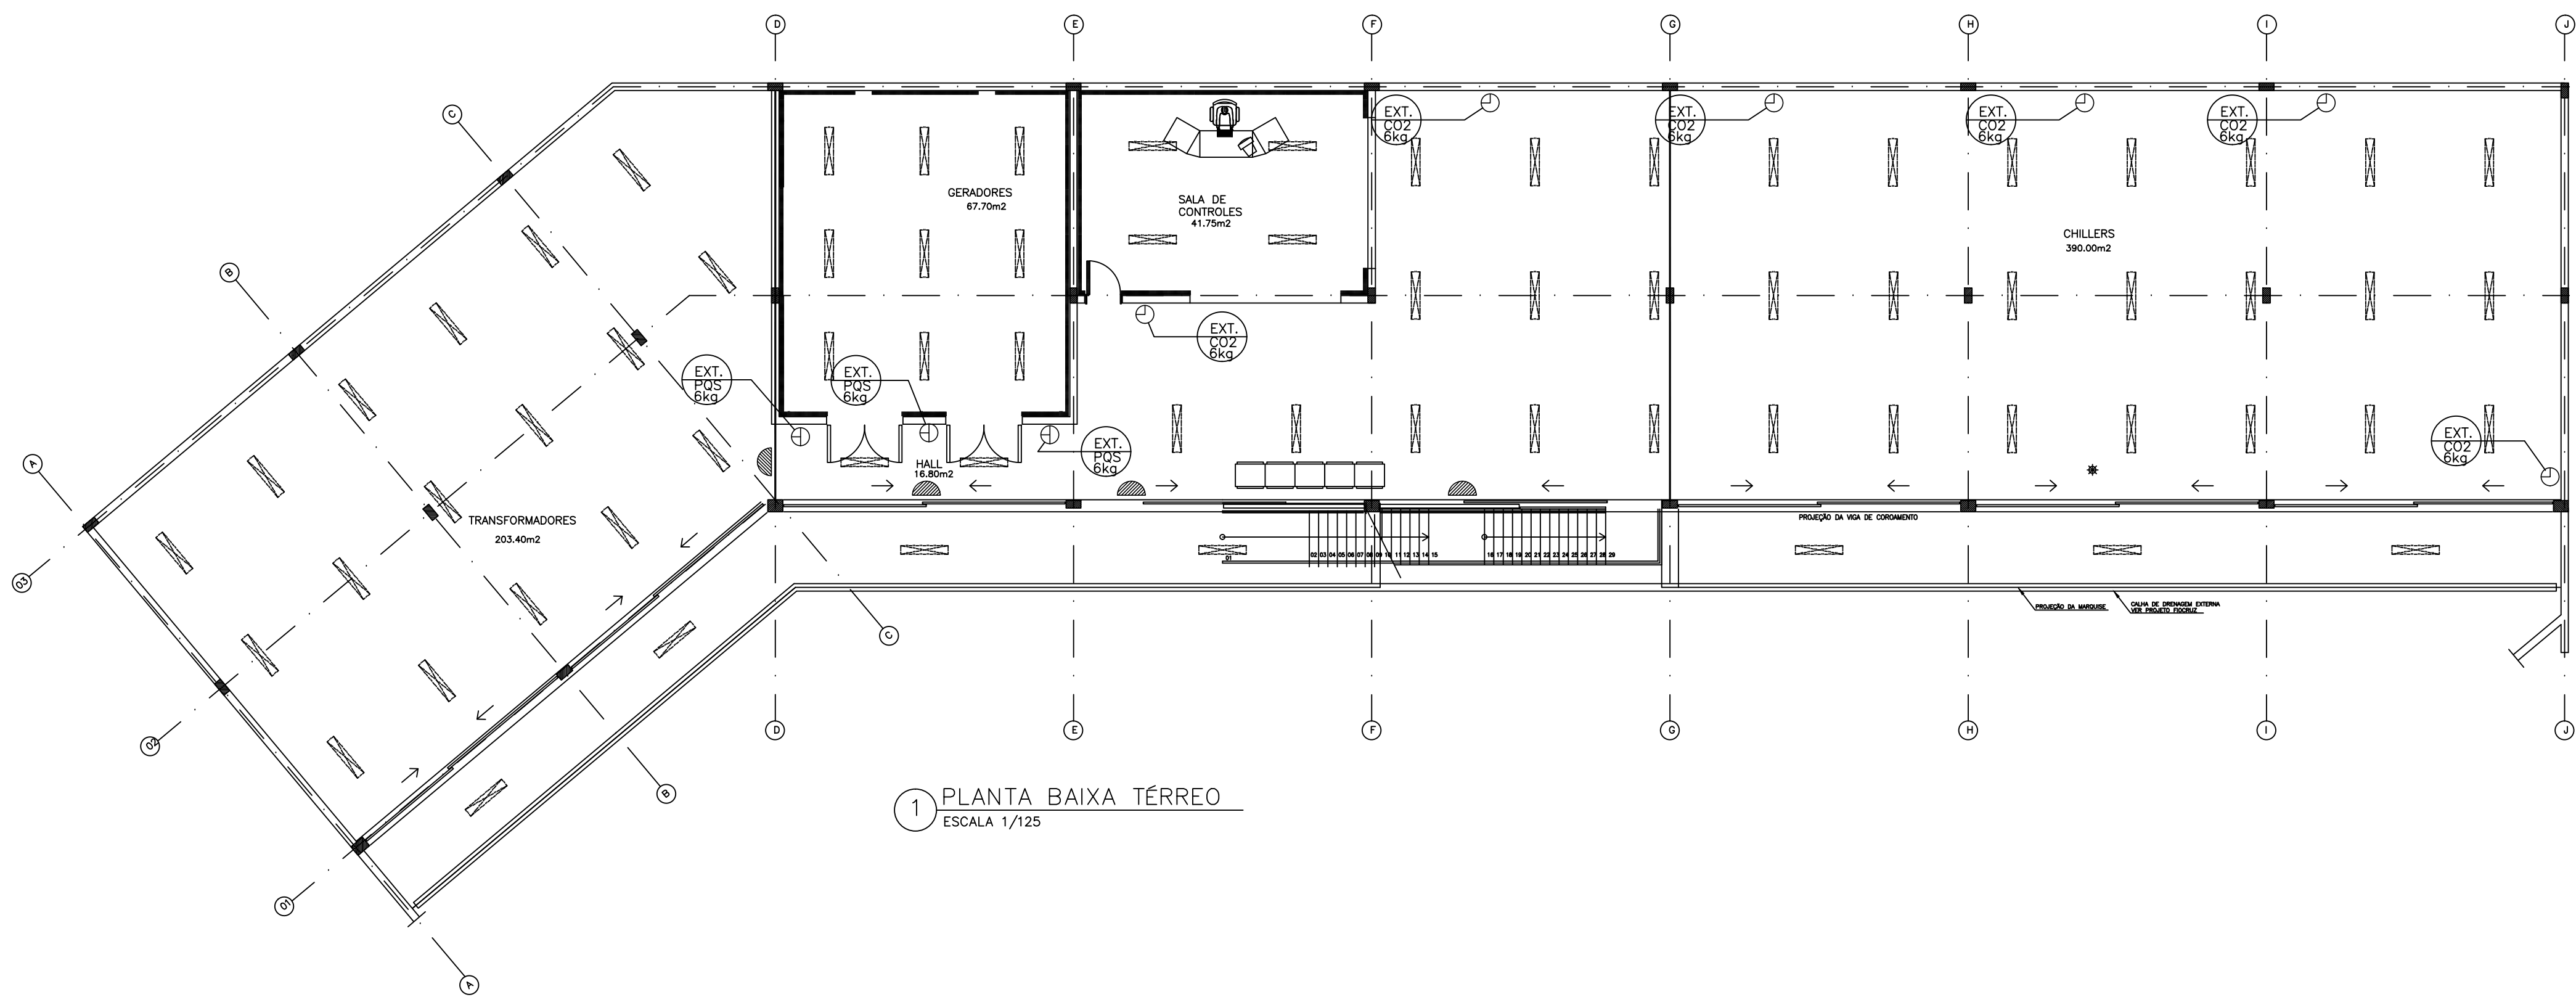 D
E
F
G
H
I
J
C
B
A
03
02
01
EXT.
CO2
6kg
EXT.
CO2
6kg
EXT.
CO2
6kg
EXT.
CO2
6kg
GERADORES
67.70m2
SALA DE
CONTROLES
41.75m2
CHILLERS
390.00m2
EXT.
CO2
6kg
EXT.
PQS
6kg
EXT.
PQS
6kg
EXT.
PQS
6kg
EXT.
CO2
6kg
HALL
16.80m2
TRANSFORMADORES
203.40m2
PROJEÇÃO DA VIGA DE COROAMENTO
01
02 03 04 05 06 07 08 09 10 11 12 13 14 15
16 17 18 19 20 21 22 23 24 25 26 27 28 29
PROJEÇÃO DA MARQUISE
CALHA DE DRENAGEM EXTERNA
VER PROJETO FIOCRUZ
C
B
A
D
E
F
G
H
I
J
1
PLANTA BAIXA TÉRREO
ESCALA 1/125